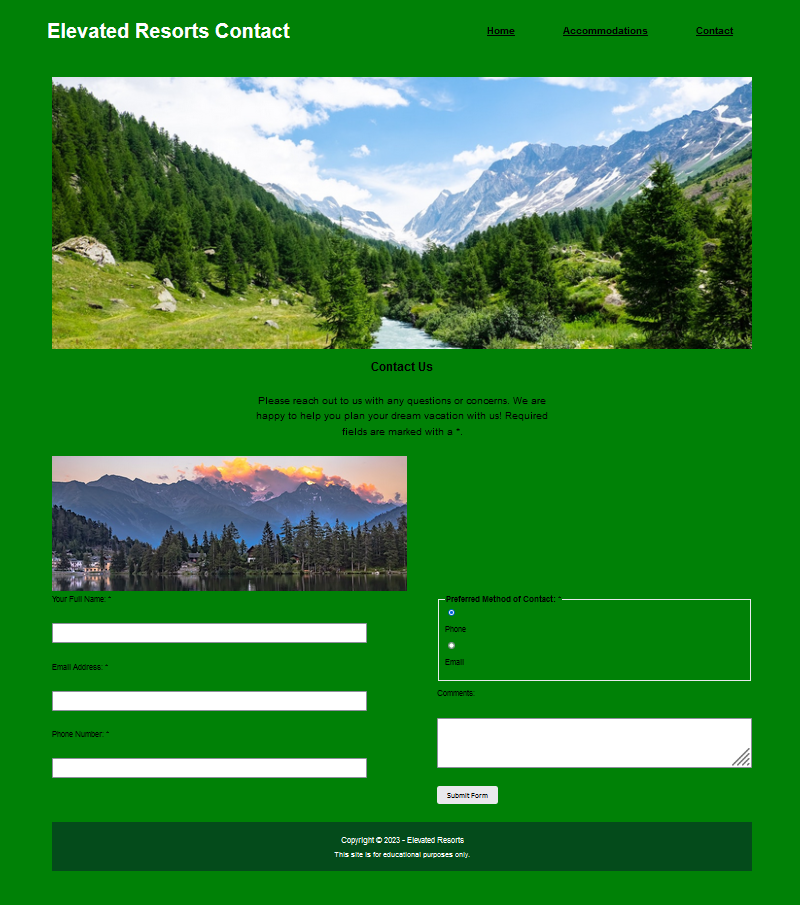 Elevated Resorts Contact
Home
Accommodations
Contact
Contact Us
Please reach out to us with any questions or concerns. We are
happy to help you plan your dream vacation with us! Required
fields are marked with a *.
Your Full Name: *
Email Address: *
Phone Number: *
Preferred Method of Contact: *
Phone
Email
Comments:
Submit Form
Copyright © 2023 - Elevated Resorts
This site is for educational purposes only.